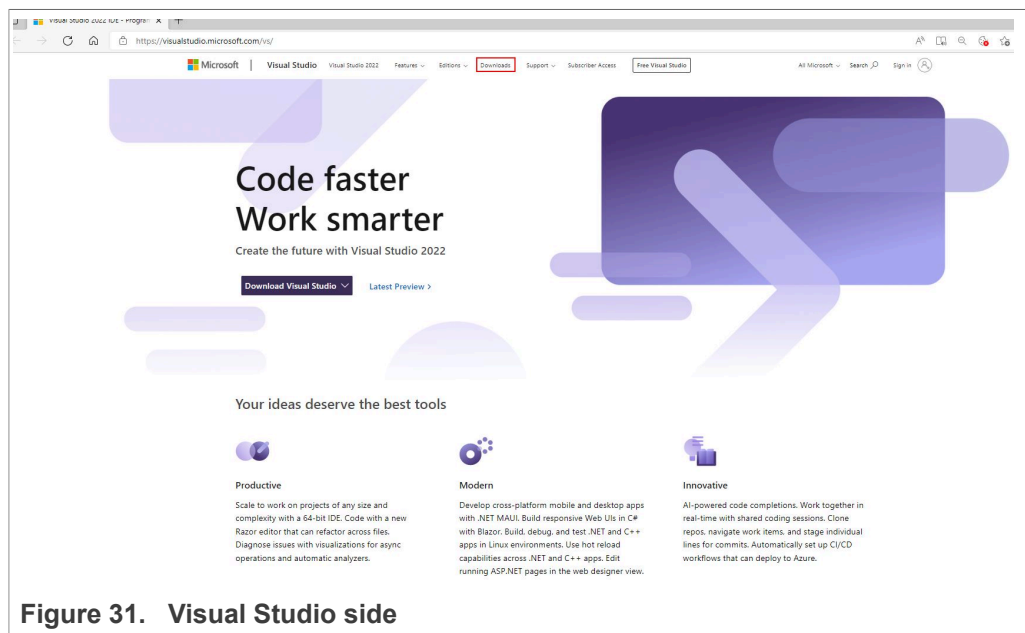 Visual Studio 2022 IDE - Program
https://visualstudio.microsoft.com/vs/
Microsoft | Visual Studio Visual Studio 2022 Features Editions Downloads Support Subscriber Access Free Visual Studio All Microsoft Search Sign in
Code faster
Work smarter
Create the future with Visual Studio 2022
Download Visual Studio Latest Preview >
Your ideas deserve the best tools
Productive
Scale to work on projects of any size and
complexity with a 64-bit IDE. Code with a new
Razor editor that can refactor across files.
Diagnose issues with visualizations for async
operations and automatic analyzers.
Modern
Develop cross-platform mobile and desktop apps
with .NET MAUI. Build responsive Web UIs in C#
with Blazor. Build, debug, and test .NET and C++
apps in Linux environments. Use hot reload
capabilities across .NET and C++ apps. Edit
running ASP.NET pages in the web designer view.
Innovative
AI-powered code completions. Work together in
real-time with shared coding sessions. Clone
repos, navigate work items, and stage individual
lines for commits. Automatically set up CI/CD
workflows that can deploy to Azure.
Figure 31. Visual Studio side